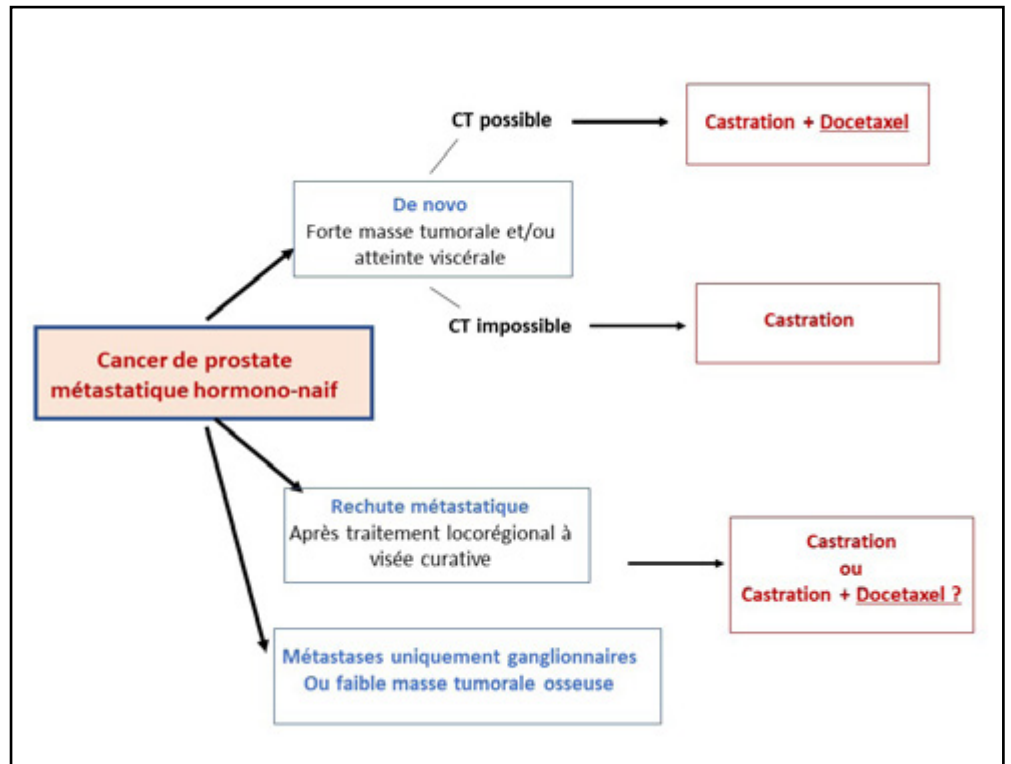 CT possible
Castration + Docetaxel
De novo
Forte masse tumorale et/ou
atteinte viscérale
CT impossible
Castration
Cancer de prostate
métastatique hormono-naif
Rechute métastatique
Après traitement locorégional à
visée curative
Castration
ou
Castration + Docetaxel ?
Métastases uniquement ganglionnaires
Ou faible masse tumorale osseuse